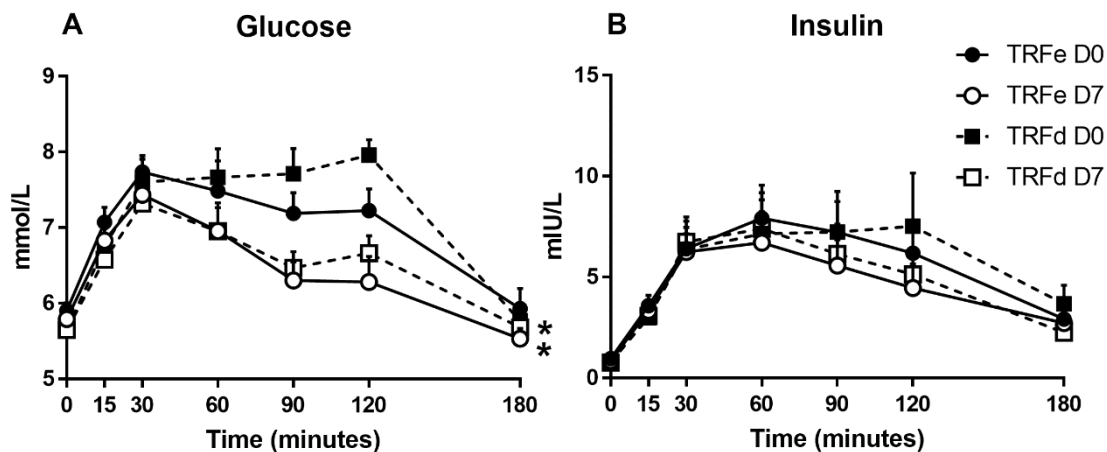 A Glucose
9
8
7
6
5
mmol/L
0 15 30 60 90 120 180
Time (minutes)
*
*
B Insulin
15
10
5
0
mIU/L
0 15 30 60 90 120 180
Time (minutes)
TRFe D0
TRFe D7
TRFd D0
TRFd D7